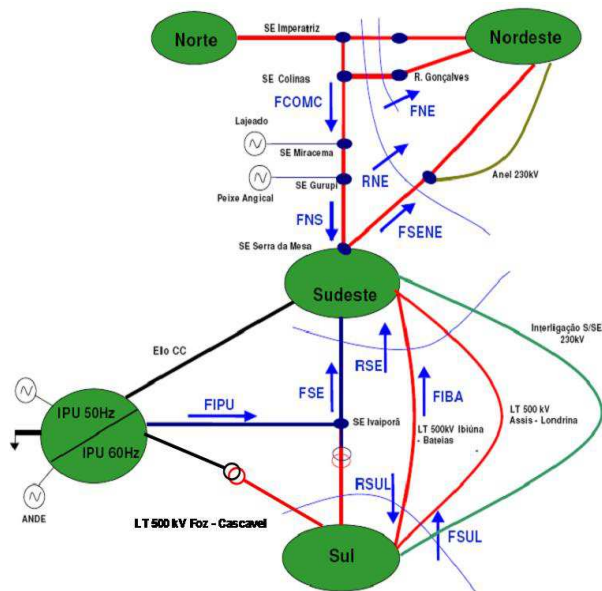 SE Imperatriz
Norte
Nordeste
SE Colinas
R. Gonçalves
FCOMC
FNE
Lajeado
SE Miracema
RNE
Anel 230kV
SE Gurupi
Peixe Angical
FNS
FSENE
SE Serra da Mesa
Sudeste
Interligação S/SE
230kV
Elo CC
RSE
FSE
FIBA
FIPU
IPU 50Hz
SE Ivaiporã
LT 500kV Ibiúna
- Bateias
LT 500 kV
Assis - Londrina
IPU 60Hz
RSUL
ANDE
LT 500 kV Foz - Cascavel
FSUL
Sul